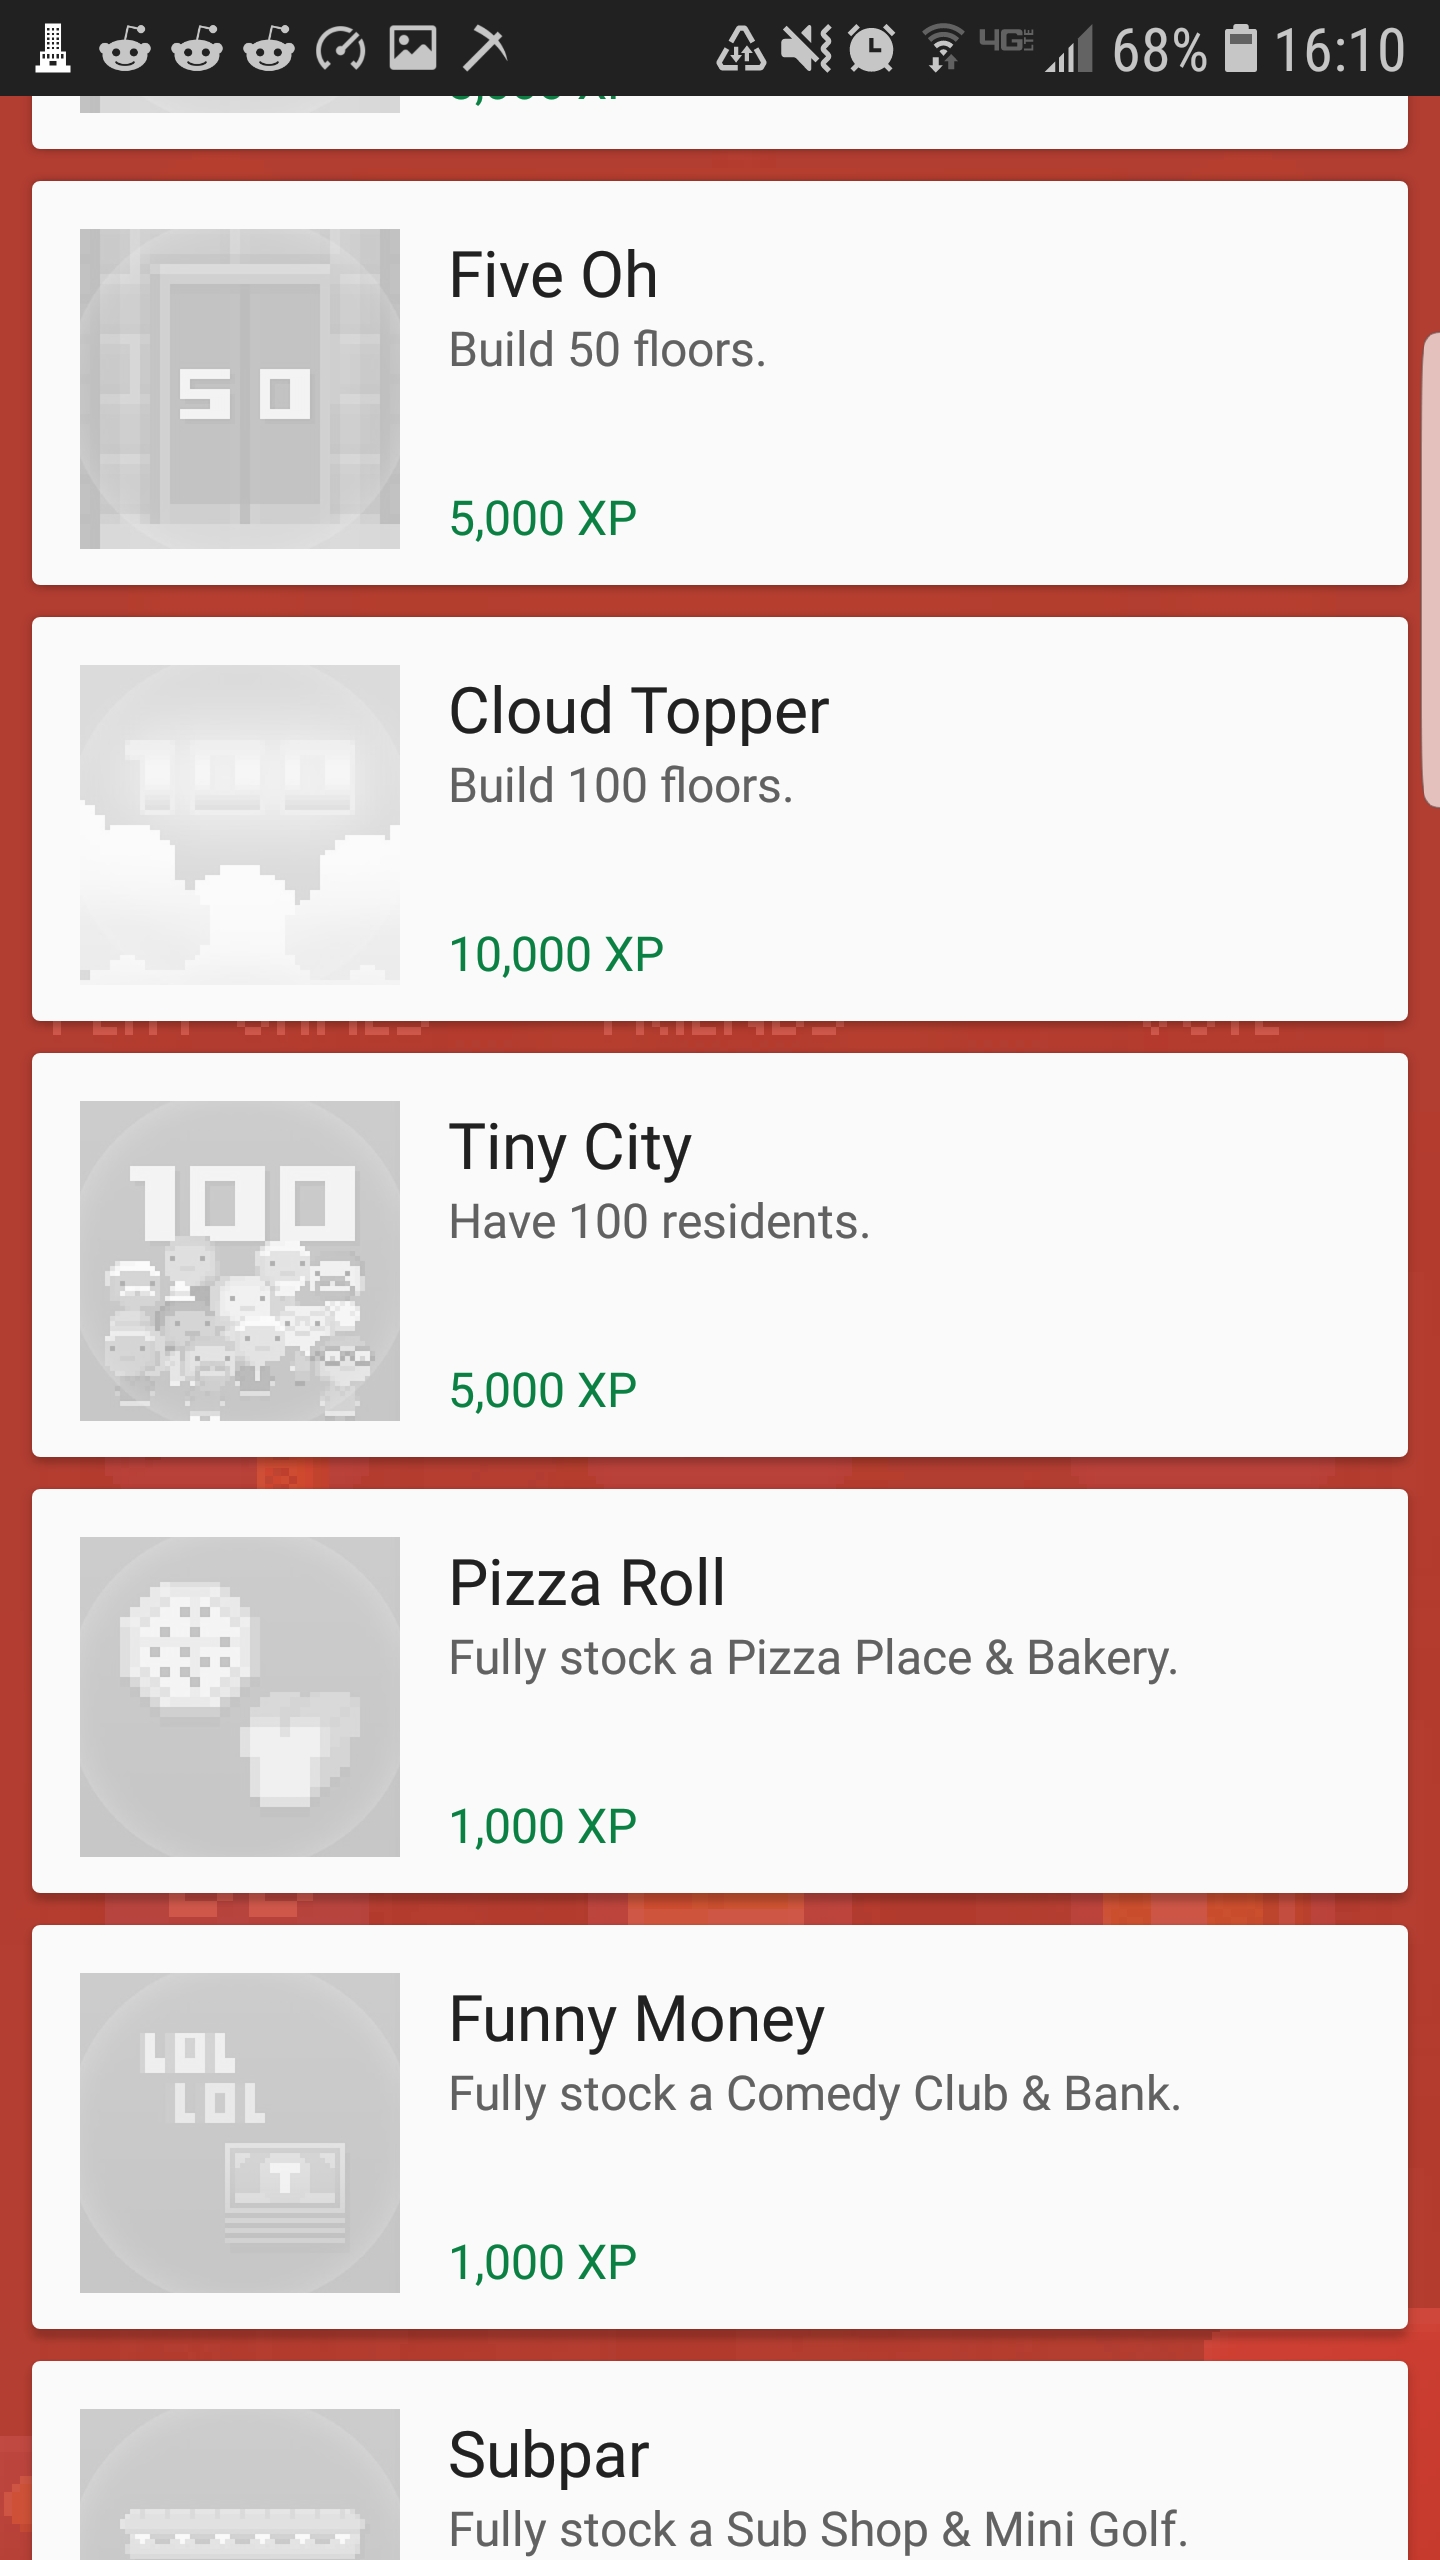 4G LTE 68% 16:10
Five Oh
Build 50 floors.
50
5,000 XP
Cloud Topper
Build 100 floors.
100
10,000 XP
Tiny City
Have 100 residents.
100
5,000 XP
Pizza Roll
Fully stock a Pizza Place & Bakery.
1,000 XP
Funny Money
Fully stock a Comedy Club & Bank.
LOL
LOL
T
1,000 XP
Subpar
Fully stock a Sub Shop & Mini Golf.